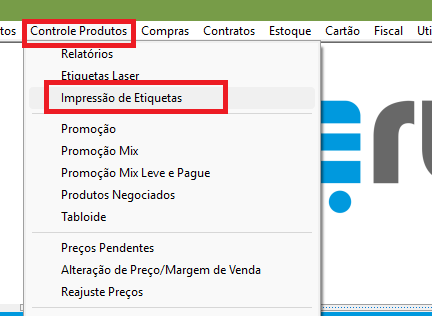 tos Controle Produtos Compras Contratos Estoque Cartão Fiscal Uti
Relatórios
Etiquetas Laser
Impressão de Etiquetas
Promoção
Promoção Mix
Promoção Mix Leve e Pague
Produtos Negociados
Tabloide
Preços Pendentes
Alteração de Preço/Margem de Venda
Reajuste Preços